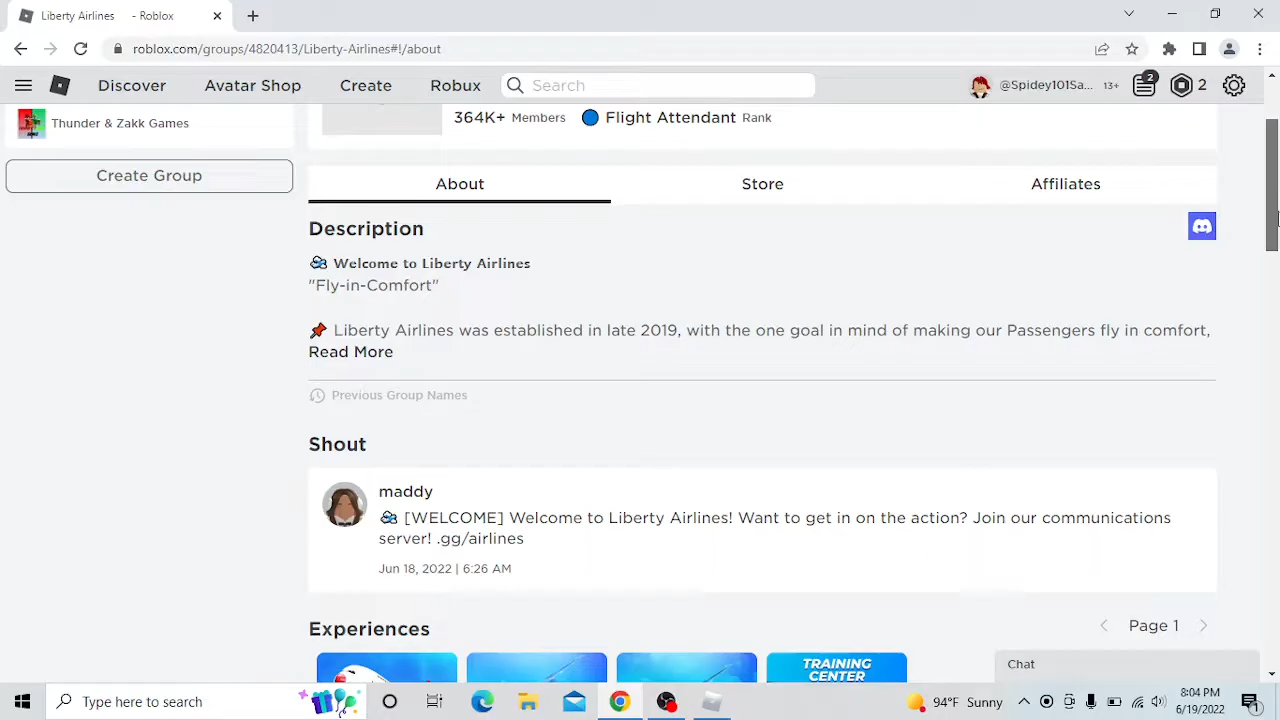 Liberty Airlines - Roblox
roblox.com/groups/4820413/Liberty-Airlines#!/about
Discover
Avatar Shop
Create
Robux
Search
@Spidey101Sa...
13+
2
2
Thunder & Zakk Games
Create Group
364K+ Members
Flight Attendant Rank
About
Store
Affiliates
Description
Welcome to Liberty Airlines
"Fly-in-Comfort"
Liberty Airlines was established in late 2019, with the one goal in mind of making our Passengers fly in comfort,
Read More
Previous Group Names
Shout
maddy
[WELCOME] Welcome to Liberty Airlines! Want to get in on the action? Join our communications
server! .gg/airlines
Jun 18, 2022 | 6:26 AM
Experiences
Page 1
TRAINING
CENTER
Chat
Type here to search
94°F Sunny
8:04 PM
6/19/2022
1